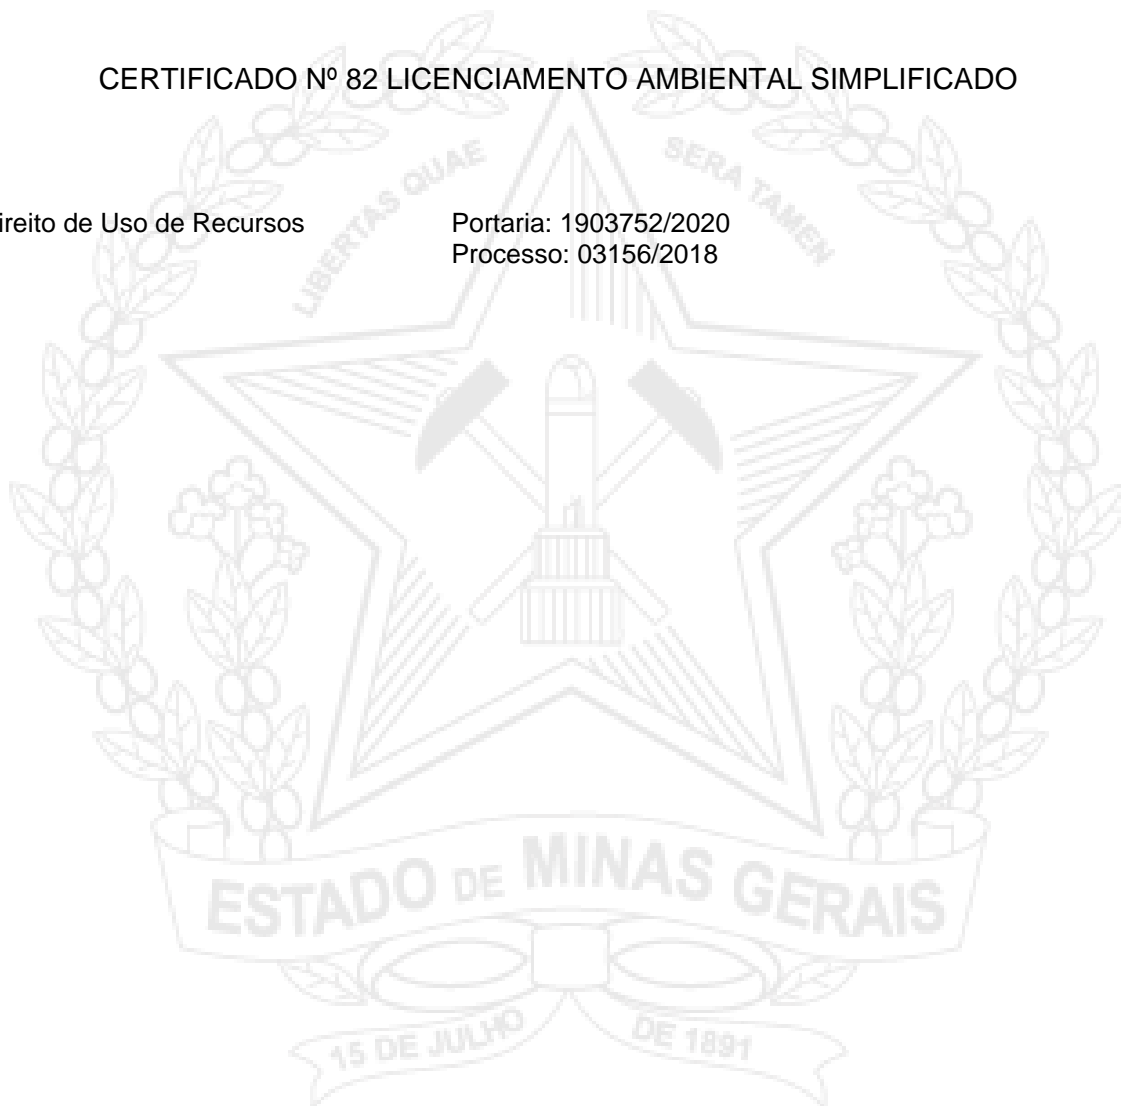 CERTIFICADO Nº 82 LICENCIAMENTO AMBIENTAL SIMPLIFICADO
LIBERTAS QUAE SERA TAMEN
ireito de Uso de Recursos
Portaria: 1903752/2020
Processo: 03156/2018
ESTADO DE MINAS GERAIS
15 DE JULHO DE 1891